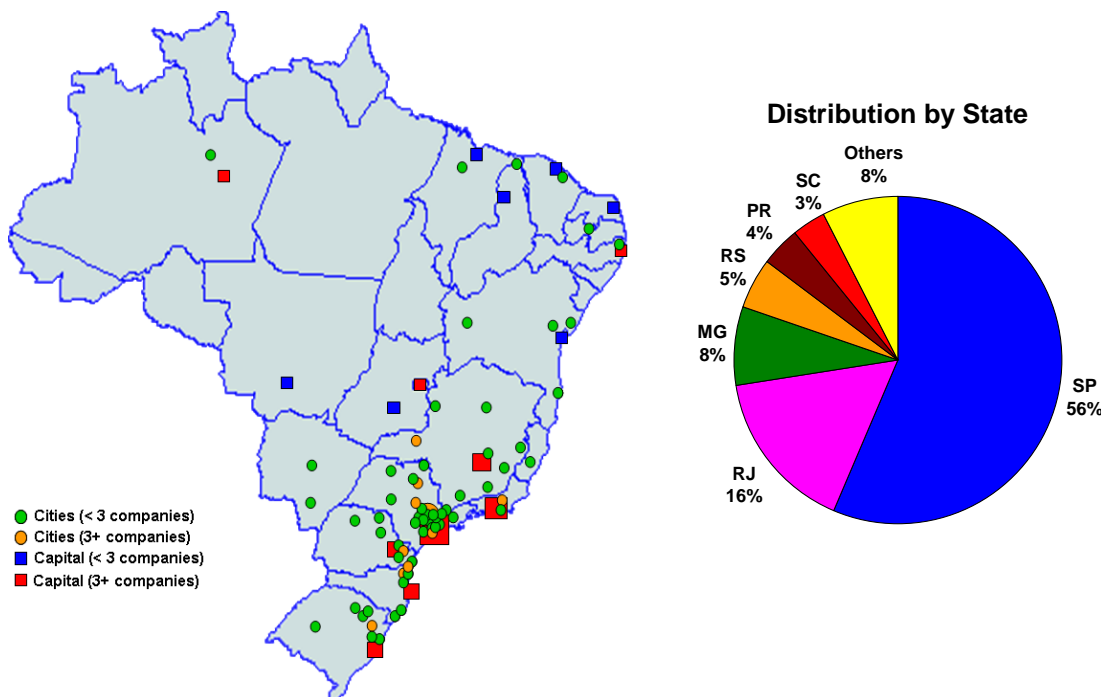 Distribution by State
Others
8%
SC
3%
PR
4%
RS
5%
MG
8%
RJ
16%
SP
56%
Cities (< 3 companies)
Cities (3+ companies)
Capital (< 3 companies)
Capital (3+ companies)